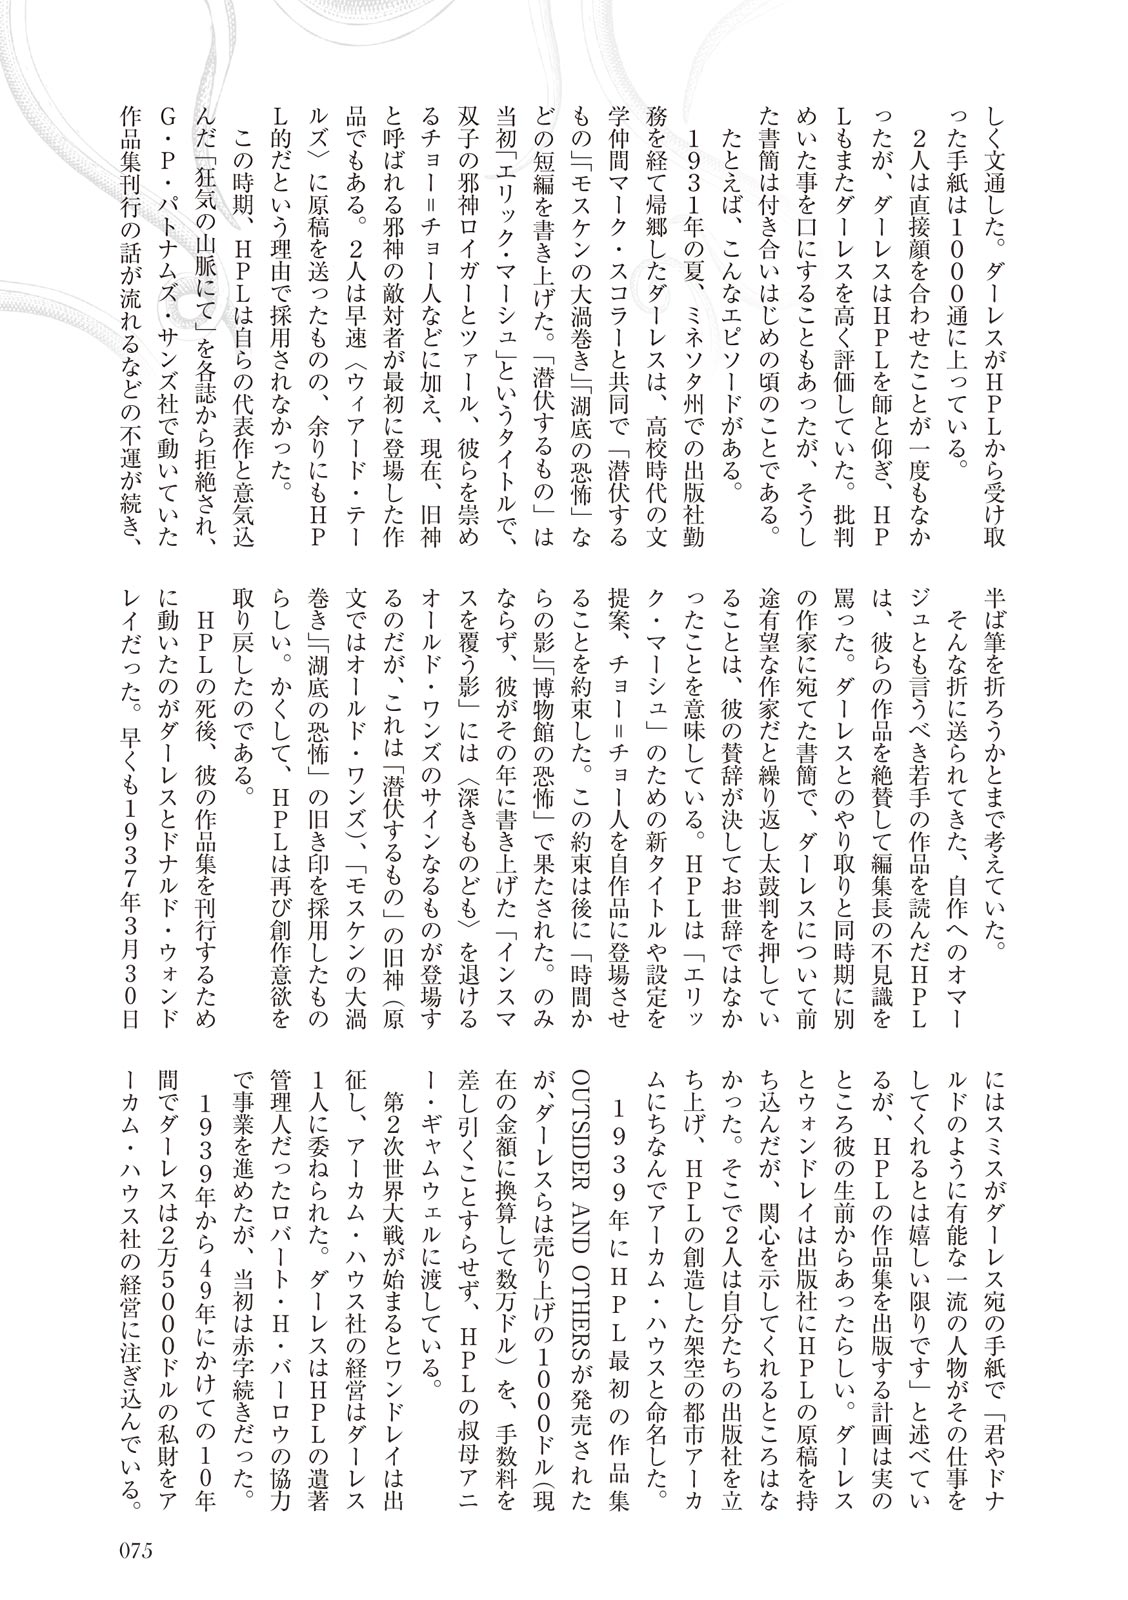 しく文通した。ダーレスがHPLから受け取
った手紙は1000通に上っている。
　2人は直接顔を合わせたことが一度もなか
ったが、ダーレスはHPLを師と仰ぎ、HP
Lもまたダーレスを高く評価していた。批判
めいた事を口にすることもあったが、そうし
た書簡は付き合いはじめの頃のことである。
　たとえば、こんなエピソードがある。
　1931年の夏、ミネソタ州での出版社勤
務を経て帰郷したダーレスは、高校時代の文
学仲間マーク・スコラーと共同で「潜伏する
もの」「モスケンの大渦巻き」「湖底の恐怖」な
どの短編を書き上げた。「潜伏するもの」は
当初「エリック・マーシュ」というタイトルで、
双子の邪神ロイガーとツァール、彼らを崇め
るチョー＝チョー人などに加え、現在、旧神
と呼ばれる邪神の敵対者が最初に登場した作
品でもある。2人は早速〈ウィアード・テー
ルズ〉に原稿を送ったものの、余りにもHP
L的だという理由で採用されなかった。
　この時期、HPLは自らの代表作と意気込
んだ「狂気の山脈にて」を各誌から拒絶され、
G・P・パトナムズ・サンズ社で動いていた
作品集刊行の話が流れるなどの不運が続き、
半ば筆を折ろうかとまで考えていた。
　そんな折に送られてきた、自作へのオマー
ジュとも言うべき若手の作品を読んだHPL
は、彼らの作品を絶賛して編集長の不見識を
罵った。ダーレスとのやり取りと同時期に別
の作家に宛てた書簡で、ダーレスについて前
途有望な作家だと繰り返し太鼓判を押してい
ることは、彼の賛辞が決してお世辞ではなか
ったことを意味している。HPLは「エリッ
ク・マーシュ」のための新タイトルや設定を
提案、チョー＝チョー人を自作品に登場させ
ることを約束した。この約束は後に「時間か
らの影」「博物館の恐怖」で果たされた。のみ
ならず、彼がその年に書き上げた「インスマ
スを覆う影」には〈深きものども〉を退ける
オールド・ワンズのサインなるものが登場す
るのだが、これは「潜伏するもの」の旧神（原
文ではオールド・ワンズ）、「モスケンの大渦
巻き」「湖底の恐怖」の旧き印を採用したもの
らしい。かくして、HPLは再び創作意欲を
取り戻したのである。
　HPLの死後、彼の作品集を刊行するため
に動いたのがダーレスとドナルド・ウォンド
レイだった。早くも1937年3月30日
にはスミスがダーレス宛の手紙で「君やドナ
ルドのように有能な一流の人物がその仕事を
してくれるとは嬉しい限りです」と述べてい
るが、HPLの作品集を出版する計画は実の
ところ彼の生前からあったらしい。ダーレス
とウォンドレイは出版社にHPLの原稿を持
ち込んだが、関心を示してくれるところはな
かった。そこで2人は自分たちの出版社を立
ち上げ、HPLの創造した架空の都市アーカ
ムにちなんでアーカム・ハウスと命名した。
　1939年にHPL最初の作品集
OUTSIDER AND OTHERSが発売された
が、ダーレスらは売り上げの1000ドル（現
在の金額に換算して数万ドル）を、手数料を
差し引くことすらせず、HPLの叔母アニ
ー・ギャムウェルに渡している。
　第2次世界大戦が始まるとワンドレイは出
征し、アーカム・ハウス社の経営はダーレス
1人に委ねられた。ダーレスはHPLの遺著
管理人だったロバート・H・バーロウの協力
で事業を進めたが、当初は赤字続きだった。
　1939年から49年にかけての10年
間でダーレスは2万5000ドルの私財をア
ーカム・ハウス社の経営に注ぎ込んでいる。
075